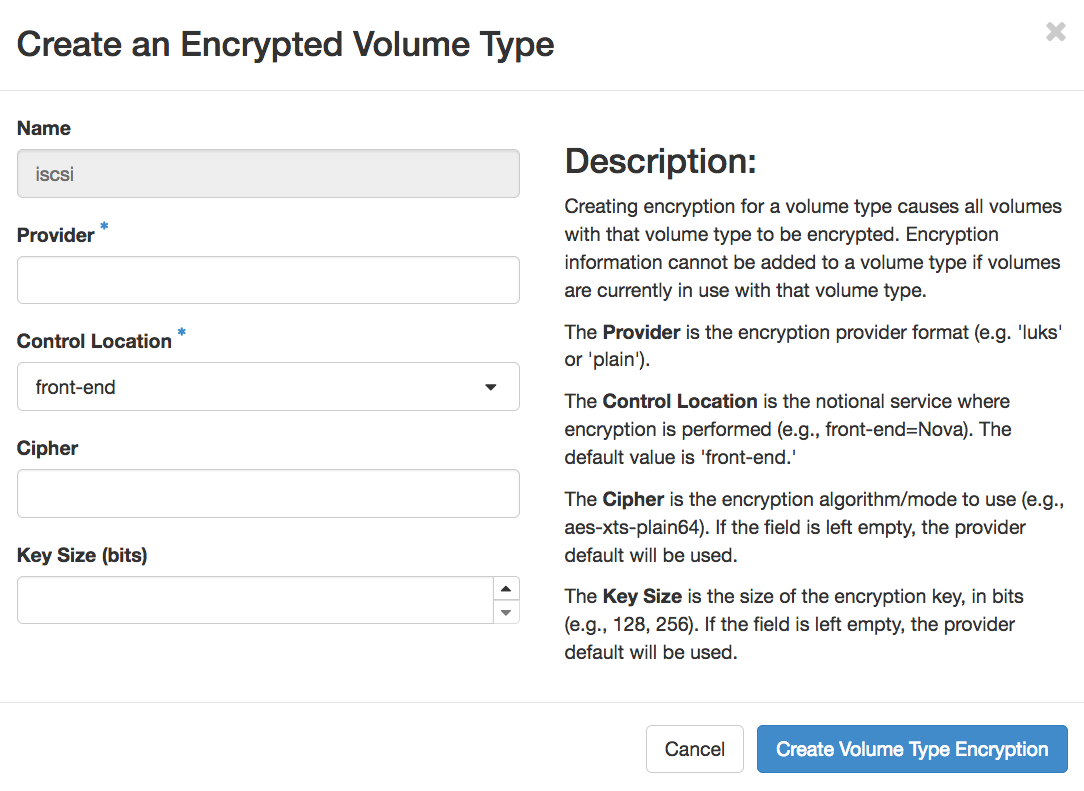 Create an Encrypted Volume Type
Name
iscsi
Provider *
Control Location *
front-end
Cipher
Key Size (bits)
Description:
Creating encryption for a volume type causes all volumes
with that volume type to be encrypted. Encryption
information cannot be added to a volume type if volumes
are currently in use with that volume type.
The Provider is the encryption provider format (e.g. 'luks'
or 'plain').
The Control Location is the notional service where
encryption is performed (e.g., front-end=Nova). The
default value is 'front-end.'
The Cipher is the encryption algorithm/mode to use (e.g.,
aes-xts-plain64). If the field is left empty, the provider
default will be used.
The Key Size is the size of the encryption key, in bits
(e.g., 128, 256). If the field is left empty, the provider
default will be used.
Cancel
Create Volume Type Encryption